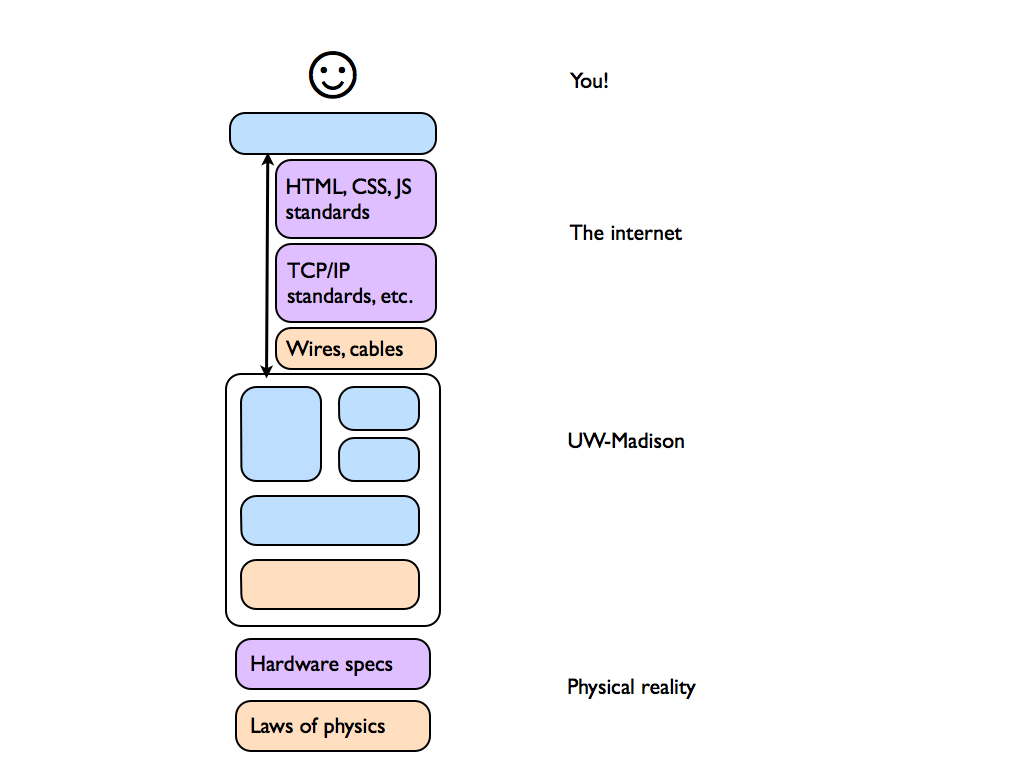 You!
HTML, CSS, JS
standards
The internet
TCP/IP
standards, etc.
Wires, cables
UW-Madison
Hardware specs
Physical reality
Laws of physics